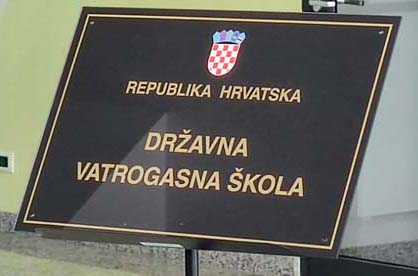 REPUBLIKA HRVATSKA
DRŽAVNA
VATROGASNA ŠKOLA